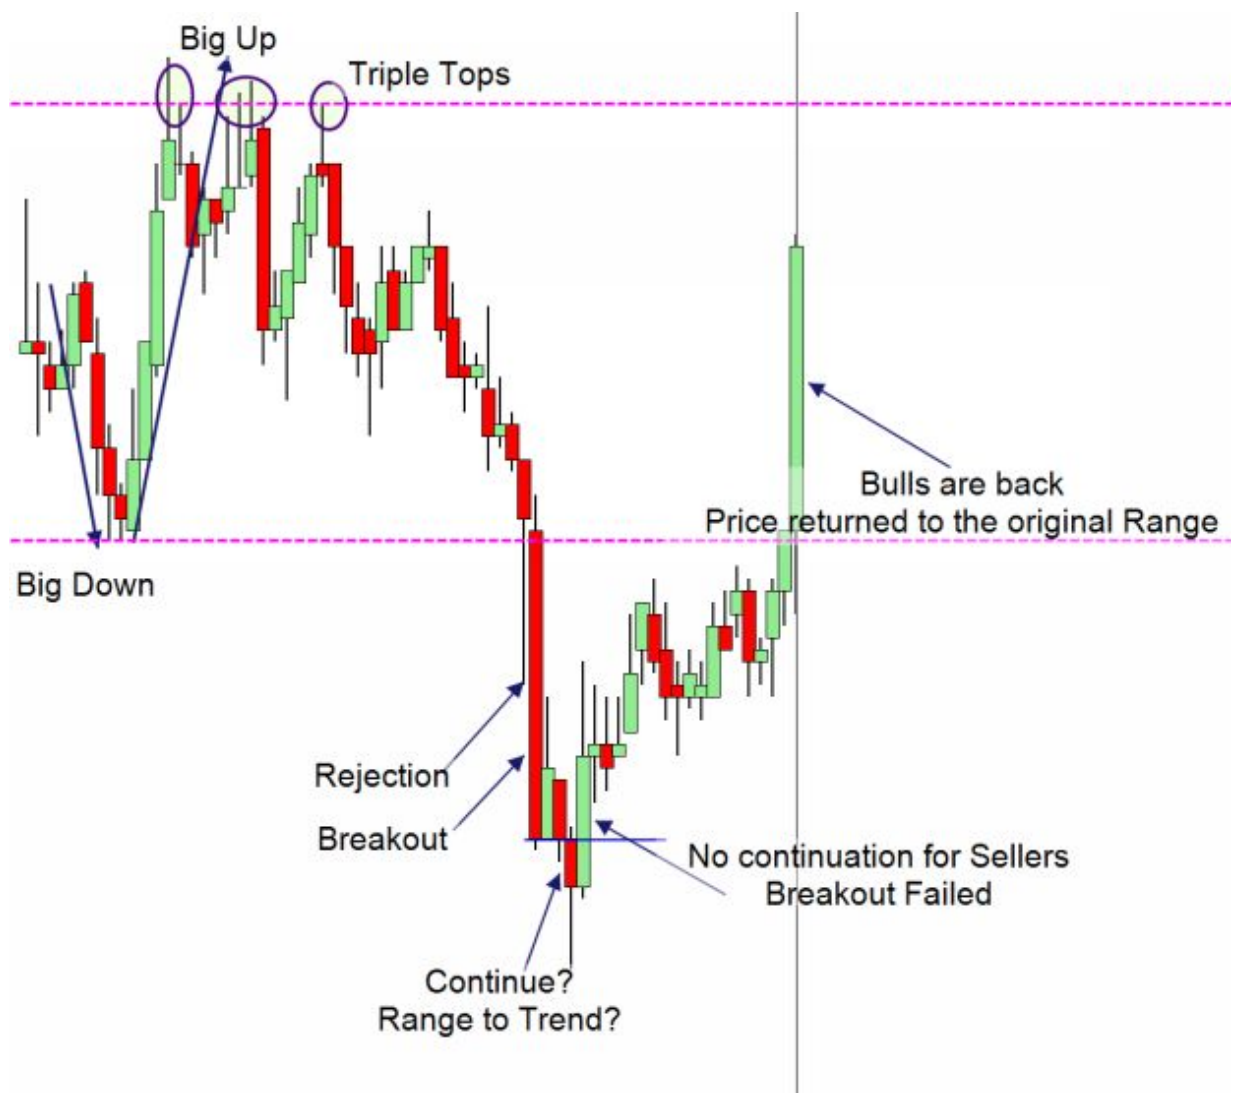 Big Up
Triple Tops
Bulls are back
Price returned to the original Range
Big Down
Rejection
Breakout
No continuation for Sellers
Breakout Failed
Continue?
Range to Trend?